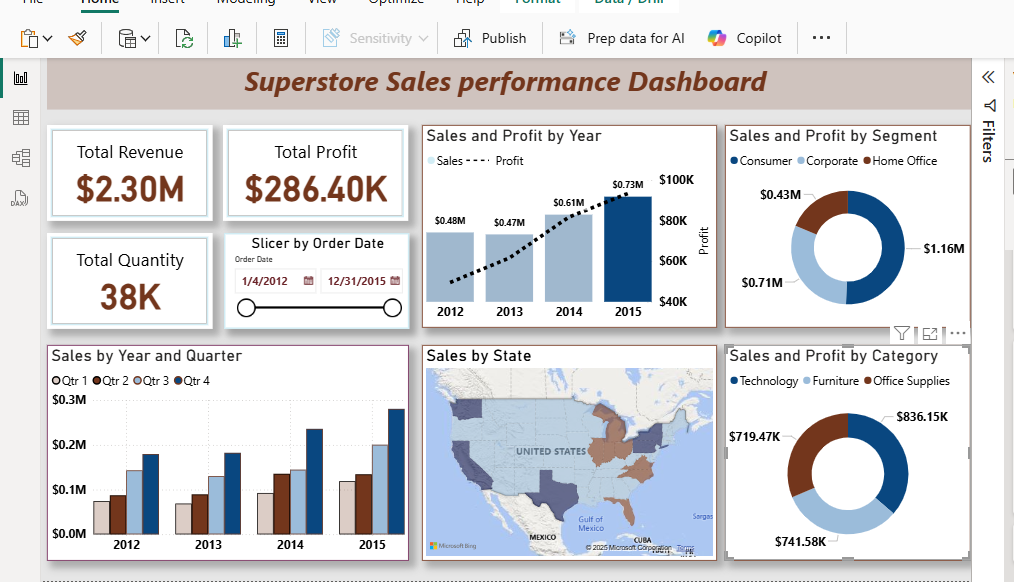 File Home Insert Modeling View Optimize Help Format Data / Drill
Sensitivity
Publish
Prep data for AI
Copilot
Superstore Sales performance Dashboard
Filters
Total Revenue
$2.30M
Total Profit
$286.40K
Total Quantity
38K
Slicer by Order Date
Order Date
1/4/2012
12/31/2015
Sales and Profit by Year
Sales Profit
$0.48M
$0.47M
$0.61M
$0.73M
$100K
$80K
$60K
$40K
Profit
2012 2013 2014 2015
Sales and Profit by Segment
Consumer Corporate Home Office
$0.43M
$1.16M
$0.71M
Sales by Year and Quarter
Qtr 1 Qtr 2 Qtr 3 Qtr 4
$0.3M
$0.2M
$0.1M
$0.0M
2012 2013 2014 2015
Sales by State
UNITED STATES
Gulf of
Mexico
MEXICO
CUBA
Microsoft Bing
© 2025 Microsoft Corporation Terms
Sales and Profit by Category
Technology Furniture Office Supplies
$836.15K
$719.47K
$741.58K